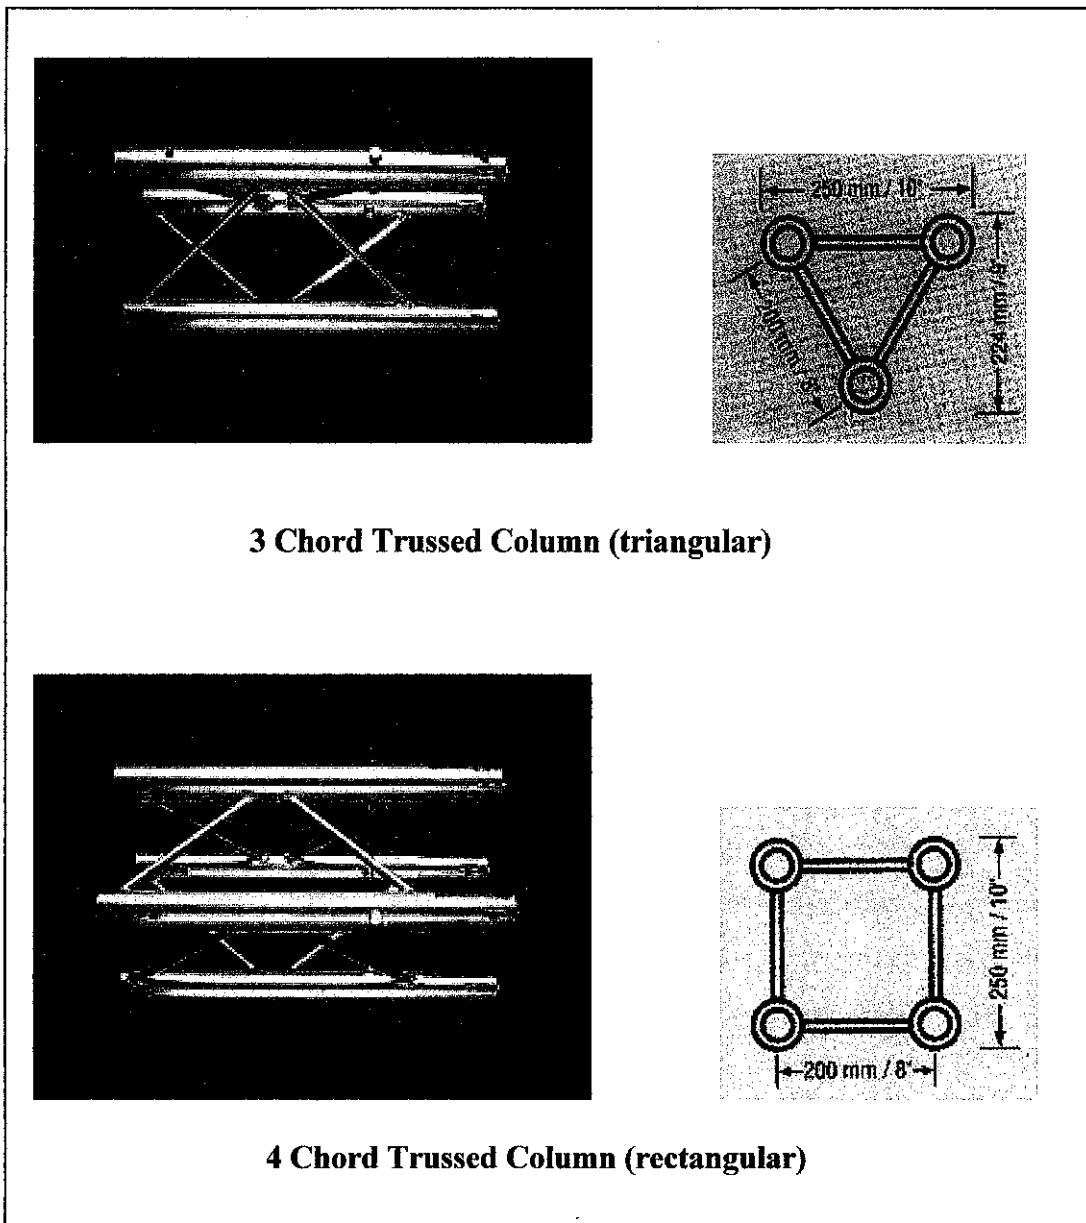 250 mm / 10"
224 mm / 9"
3 Chord Trussed Column (triangular)
250 mm / 10"
200 mm / 8"
4 Chord Trussed Column (rectangular)